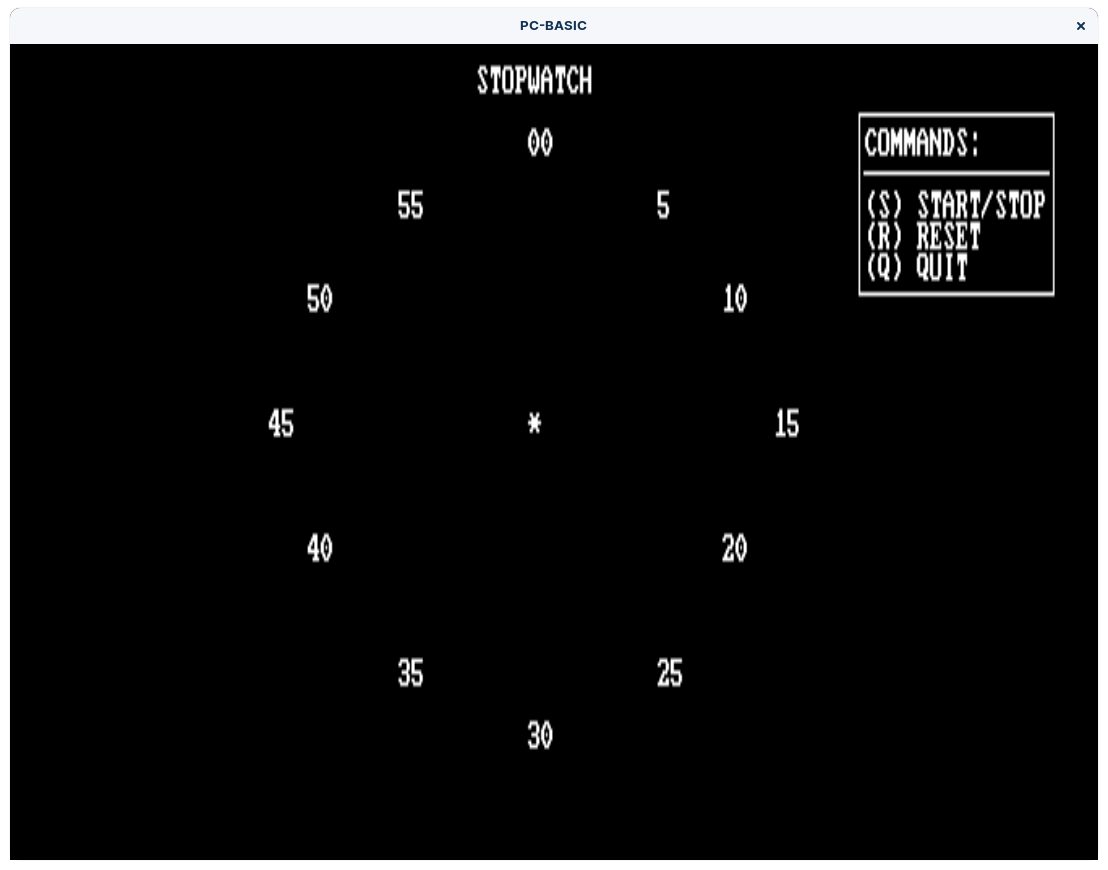 PC-BASIC ×
STOPWATCH
00
COMMANDS:
55 5
(S) START/STOP
(R) RESET
(Q) QUIT
50 10
45 * 15
40 20
35 25
30